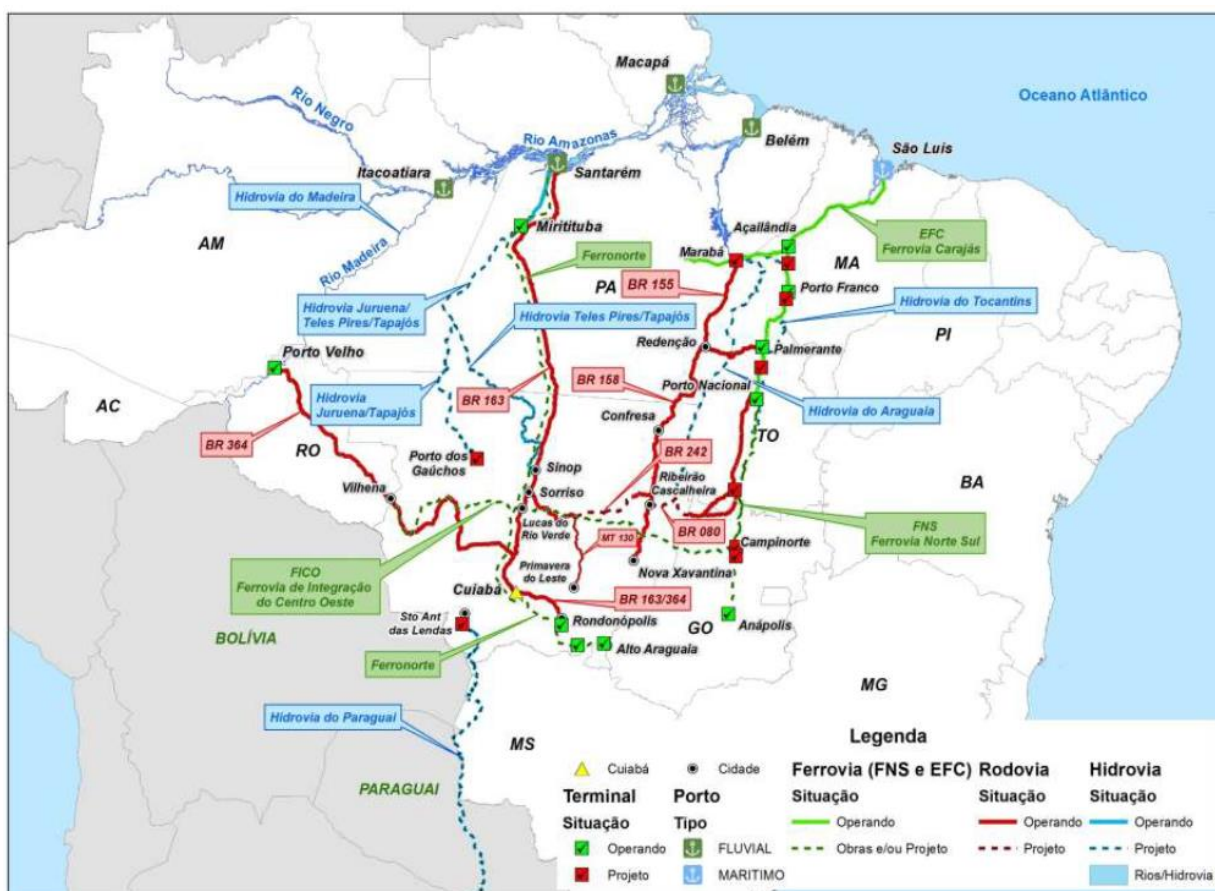 Macapá
Oceano Atlântico
Rio Negro
Rio Amazonas
Belém
São Luis
Itacoatiara
Santarém
Hidrovia do Madeira
Miritituba
Açailândia
EFC
Ferrovia Carajás
AM
Rio Madeira
Ferronorte
Marabá
MA
PA
BR 155
Porto Franco
Hidrovia Juruena/
Teles Pires/Tapajós
Hidrovia Teles Pires/Tapajós
Hidrovia do Tocantins
PI
Porto Velho
Redenção
Palmerante
BR 158
Porto Nacional
Hidrovia
Juruena/Tapajós
BR 163
AC
Hidrovia do Araguaia
Confresa
TO
BR 364
RO
BR 242
Porto dos
Gaúchos
Sinop
Ribeirão
Cascalheira
BA
Vilhena
Sorriso
Lucas do
Rio Verde
BR 080
FNS
Ferrovia Norte Sul
MT 130
Campinorte
FICO
Ferrovia de Integração
do Centro Oeste
Primavera
do Leste
Nova Xavantina
Cuiabá
BR 163/364
Sto Ant
das Lendas
Rondonópolis
GO
Anápolis
BOLÍVIA
Ferronorte
Alto Araguaia
MG
Hidrovia do Paraguai
MS
PARAGUAI
Legenda
Cuiabá
Cidade
Ferrovia (FNS e EFC)
Rodovia
Hidrovia
Terminal
Porto
Situação
Situação
Situação
Situação
Tipo
Operando
Operando
Operando
Operando
FLUVIAL
Obras e/ou Projeto
Projeto
Projeto
Projeto
MARITIMO
Rios/Hidrovia